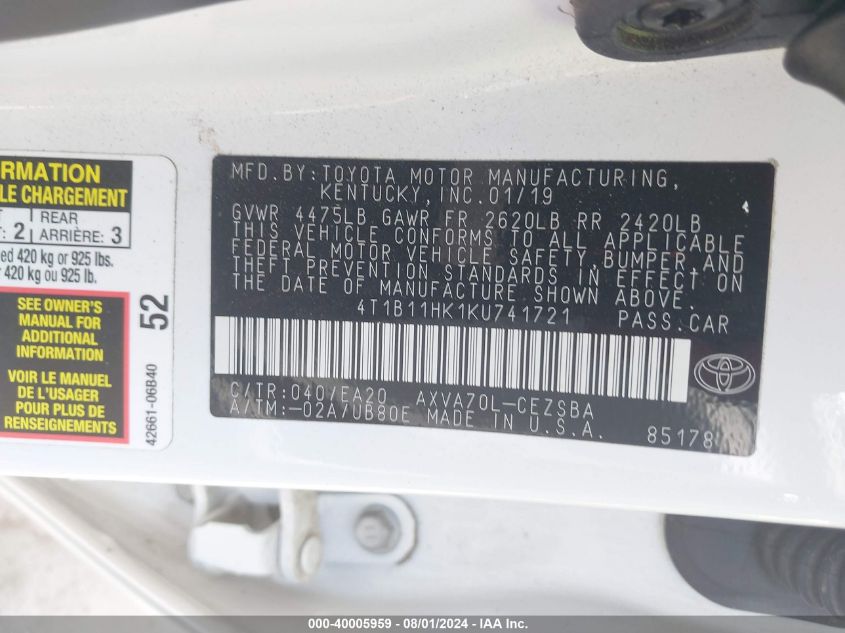 RMATION
LE CHARGEMENT
REAR
: 2 ARRIÈRE: 3
ed 420 kg or 925 lbs.
420 kg ou 925 lb.
SEE OWNER'S
MANUAL FOR
ADDITIONAL
INFORMATION
VOIR LE MANUEL
DE L'USAGER
POUR PLUS DE
RENSEIGNEMENTS
52
42661-06B40
MFD.BY:TOYOTA MOTOR MANUFACTURING,
KENTUCKY, INC.01/19
GVWR 4475LB GAWR FR 2620LB RR 2420LB
THIS VEHICLE CONFORMS TO ALL APPLICABLE
FEDERAL MOTOR VEHICLE SAFETY,BUMPER,AND
THEFT PREVENTION STANDARDS IN EFFECT ON
THE DATE OF MANUFACTURE SHOWN ABOVE.
4T1B11HK1KU741721 PASS.CAR
C/TR:040/EA20 AXVA70L-CEZSBA
A/TM:-02A/UB80E MADE IN U.S.A.
85178
000-40005959 - 08/01/2024 - IAA Inc.